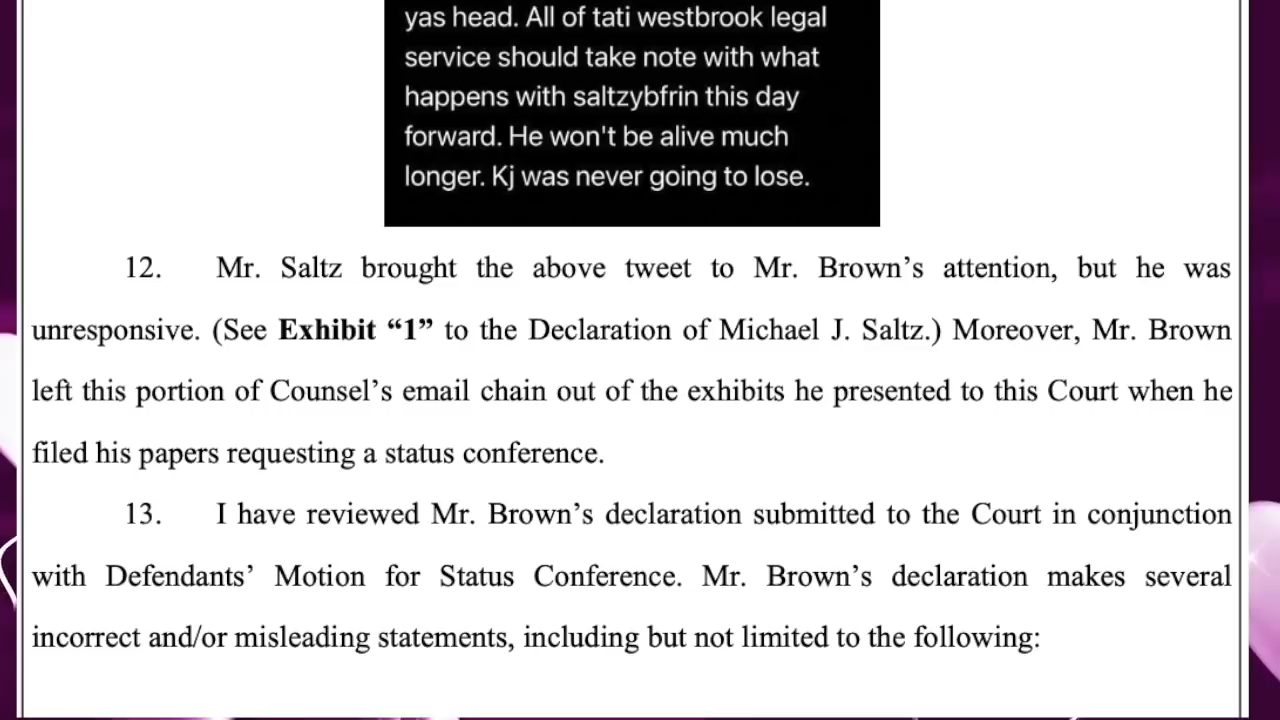 yas head. All of tati westbrook legal
service should take note with what
happens with saltzybfrin this day
forward. He won't be alive much
longer. Kj was never going to lose.
12. Mr. Saltz brought the above tweet to Mr. Brown’s attention, but he was
unresponsive. (See Exhibit “1” to the Declaration of Michael J. Saltz.) Moreover, Mr. Brown
left this portion of Counsel’s email chain out of the exhibits he presented to this Court when he
filed his papers requesting a status conference.
13. I have reviewed Mr. Brown’s declaration submitted to the Court in conjunction
with Defendants’ Motion for Status Conference. Mr. Brown’s declaration makes several
incorrect and/or misleading statements, including but not limited to the following: